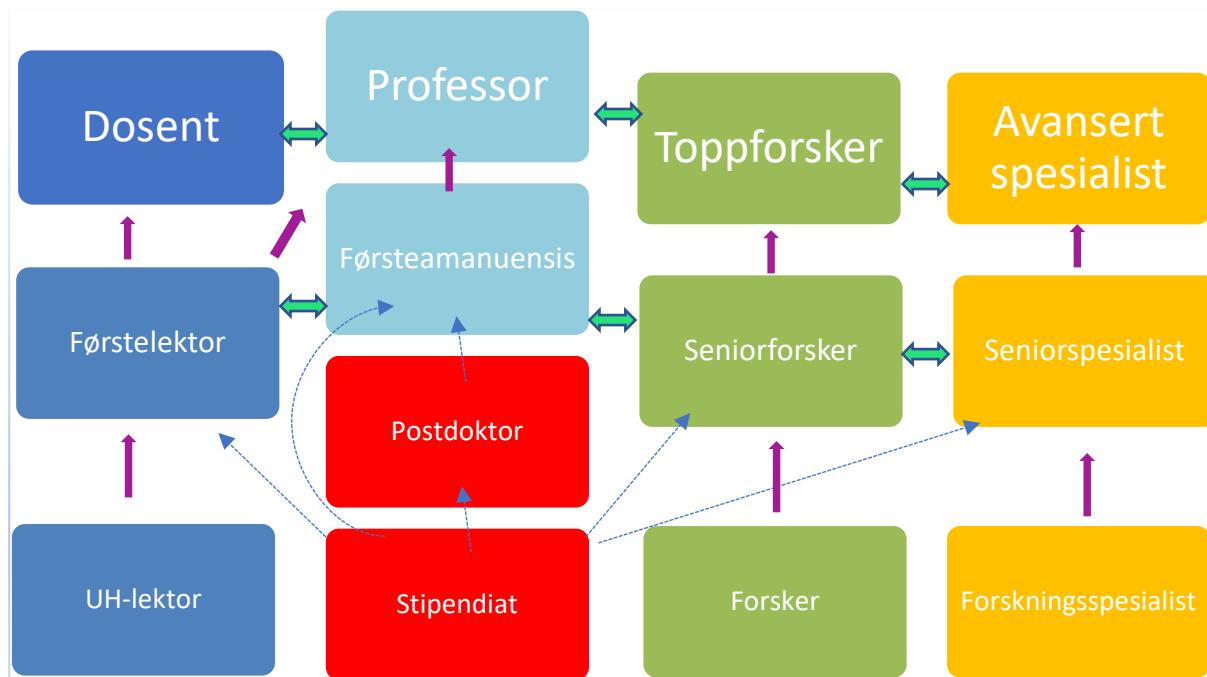 Dosent
Professor
Toppforsker
Avansert
spesialist
Førstelektor
Førsteamanuensis
Seniorforsker
Seniorspesialist
Postdoktor
UH-lektor
Stipendiat
Forsker
Forskningsspesialist